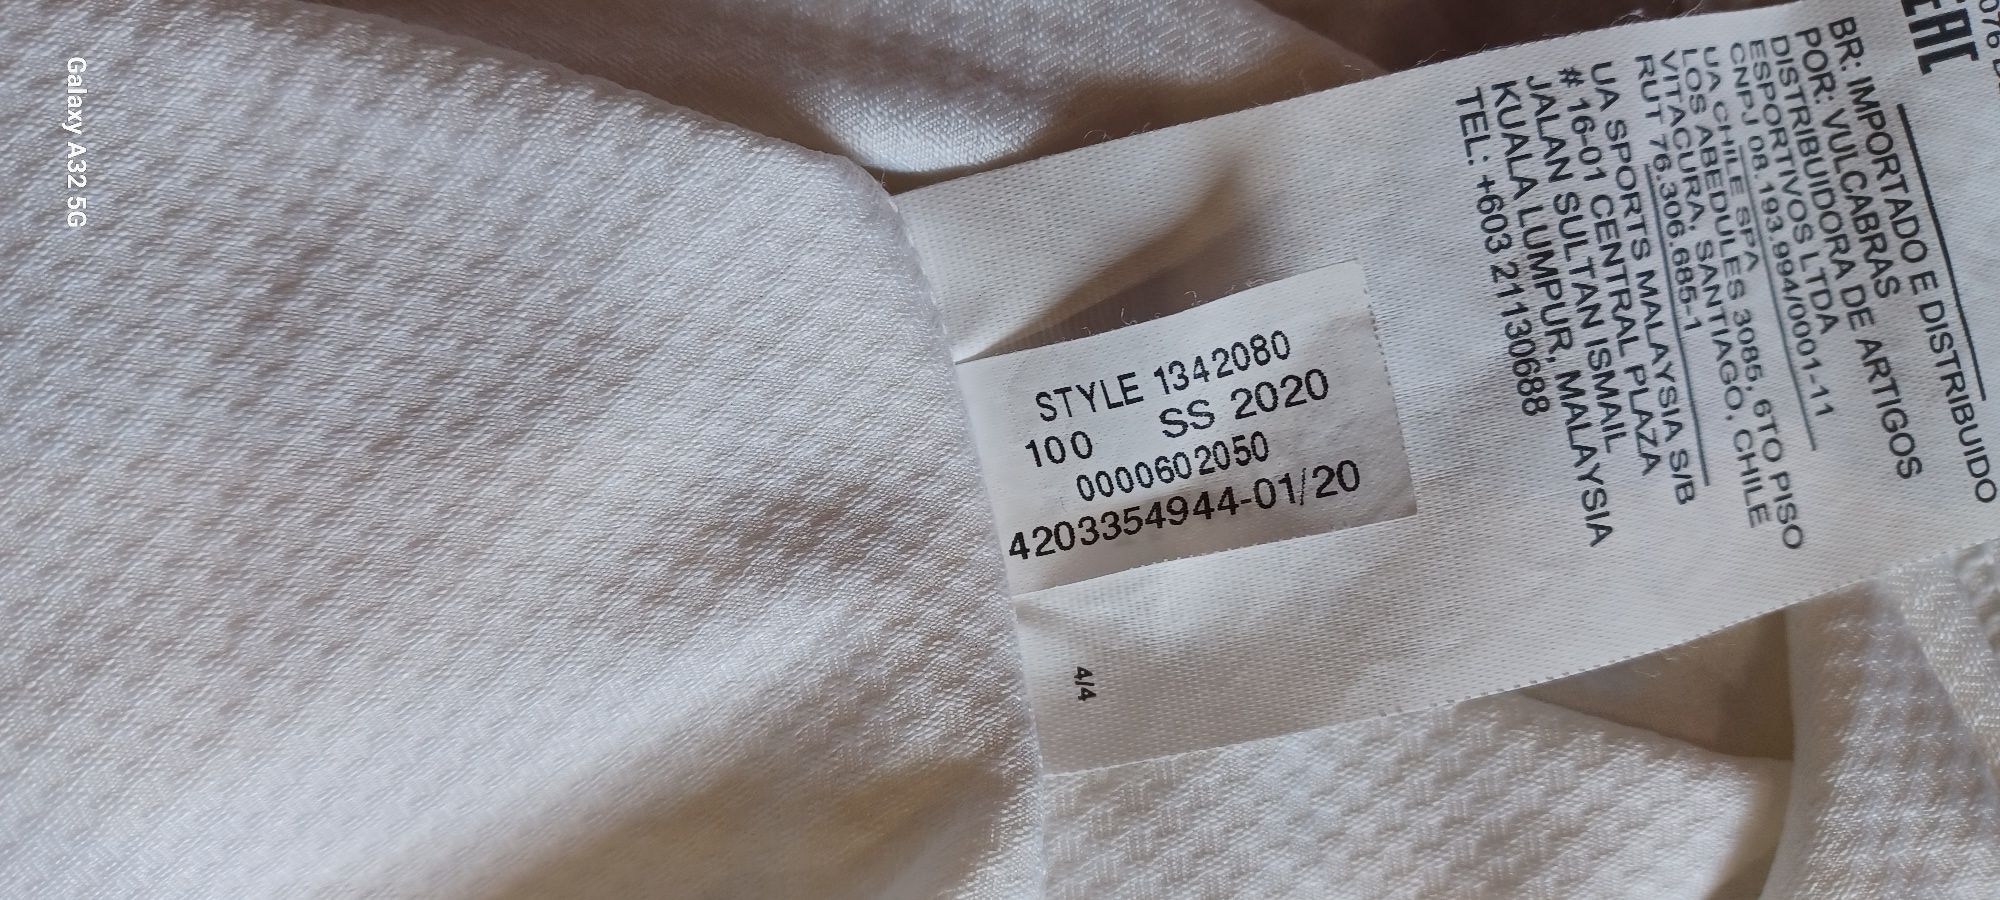 STYLE 1342080
100 SS 2020
0000602050
4203354944-01/20
BR: IMPORTADO E DISTRIBUIDO
POR: VULCABRAS
DISTRIBUIDORA DE ARTIGOS
ESPORTIVOS LTDA
CNPJ 08.193.994/0001-11
UA CHILE SPA
LOS ABEDULES 3085, 6TO PISO
VITACURA, SANTIAGO, CHILE
RUT 76.306.685-1
UA SPORTS MALAYSIA S/B
# 16-01 CENTRAL PLAZA
JALAN SULTAN ISMAIL
KUALA LUMPUR, MALAYSIA
TEL: +603 21130688
4/4
EAC
Galaxy A32 5G